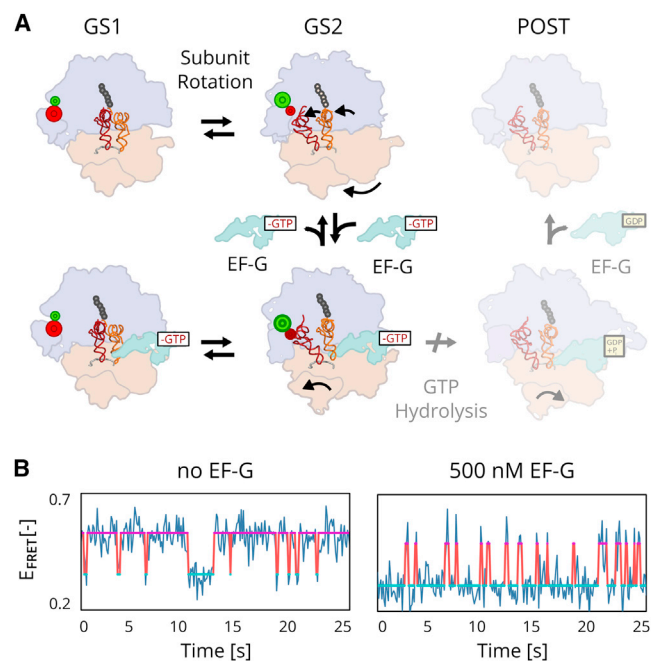 A
GS1
GS2
POST
Subunit
Rotation
-GTP
-GTP
GDP
EF-G
EF-G
EF-G
-GTP
-GTP
GDP
+P
GTP
Hydrolysis
B
no EF-G
500 nM EF-G
0.7
EFRET[-]
0.2
0 5 10 15 20 25
0 5 10 15 20 25
Time [s]
Time [s]